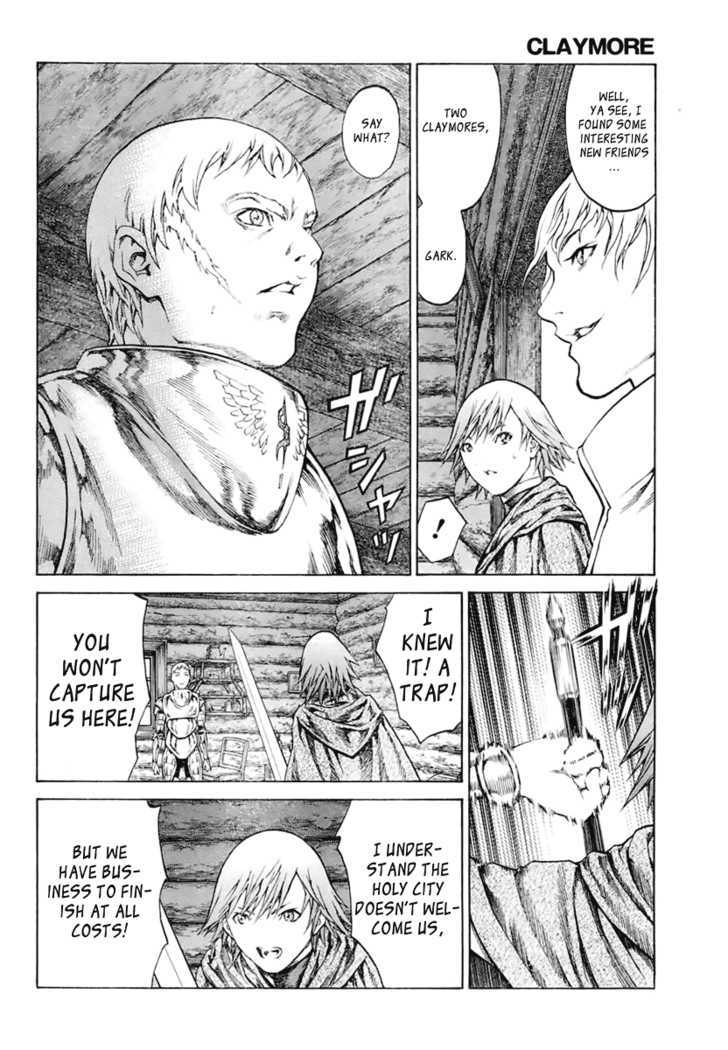 CLAYMORE
WELL,
YA SEE, I
FOUND SOME
INTERESTING
NEW FRIENDS
...
TWO
CLAYMORES,
GARK.
!
SAY
WHAT?
ガシャッ
I
KNEW
IT! A
TRAP!
YOU
WON'T
CAPTURE
US HERE!
I UNDER-
STAND THE
HOLY CITY
DOESN'T WEL-
COME US,
BUT WE
HAVE BUS-
INESS TO FIN-
ISH AT ALL
COSTS!